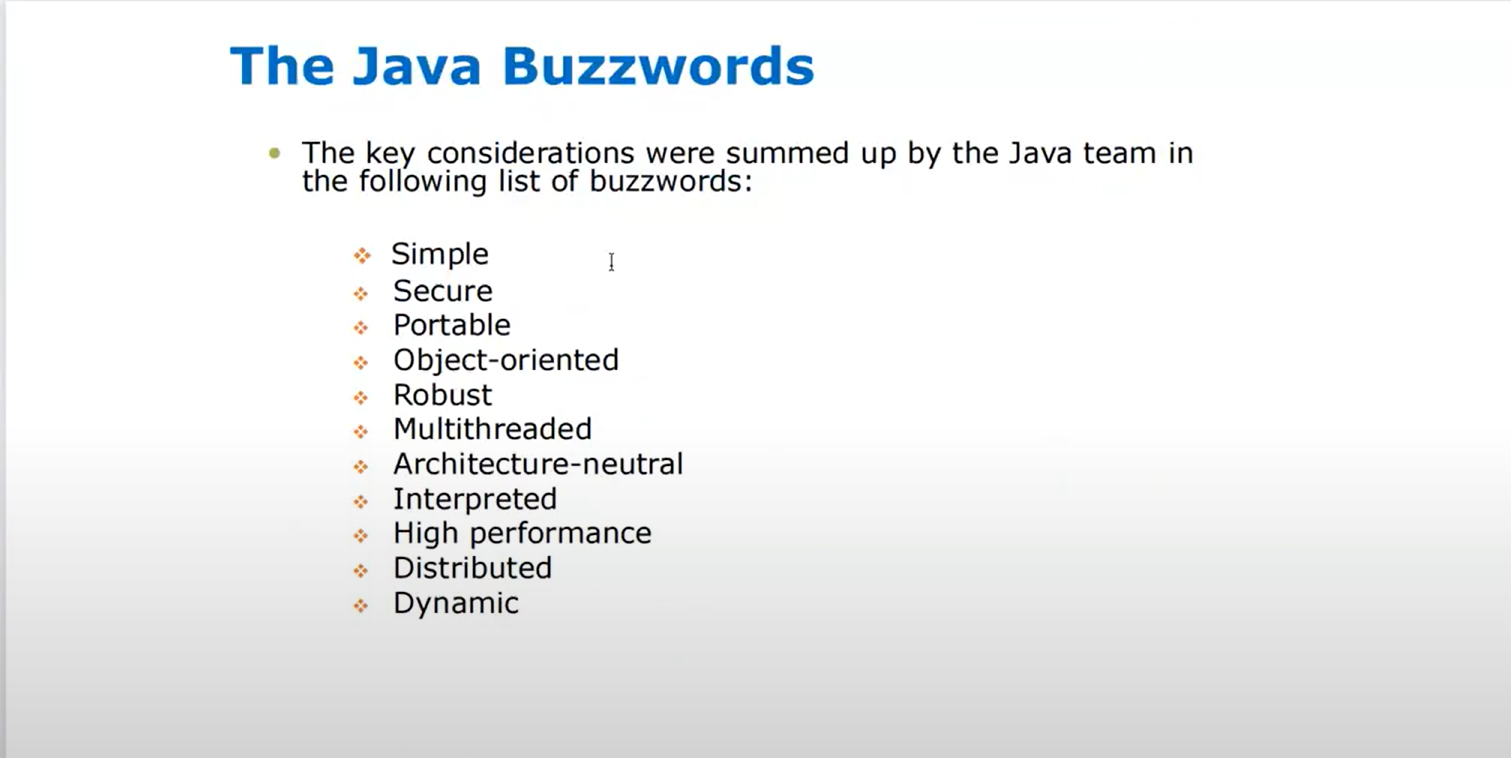 The Java Buzzwords
The key considerations were summed up by the Java team in
the following list of buzzwords:
Simple
Secure
Portable
Object-oriented
Robust
Multithreaded
Architecture-neutral
Interpreted
High performance
Distributed
Dynamic